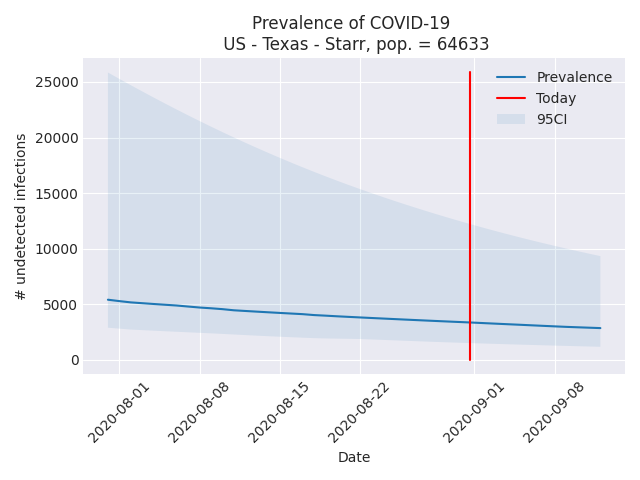 Prevalence of COVID-19
US - Texas - Starr, pop. = 64633
Prevalence
Today
95CI
# undetected infections
25000
20000
15000
10000
5000
0
2020-08-01
2020-08-08
2020-08-15
2020-08-22
2020-09-01
2020-09-08
Date